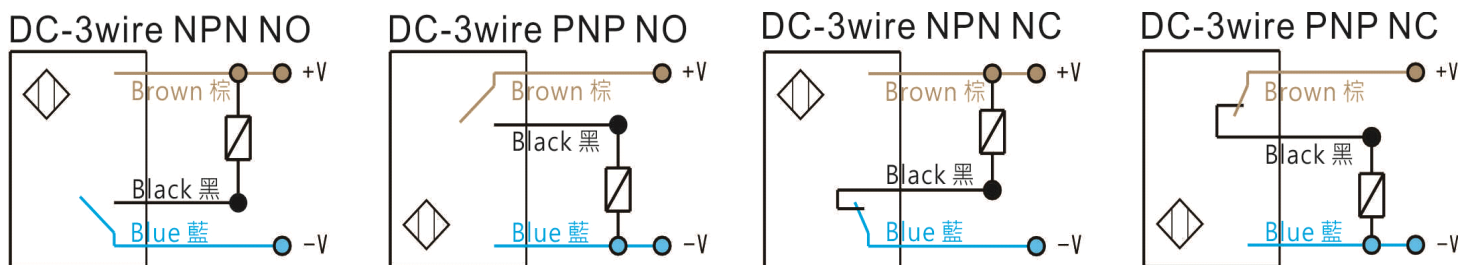 DC-3wire NPN NO
+V
Brown 棕
Black 黑
Blue 藍
-V
DC-3wire PNP NO
+V
Brown 棕
Black 黑
Blue 藍
-V
DC-3wire NPN NC
+V
Brown 棕
Black 黑
Blue 藍
-V
DC-3wire PNP NC
+V
Brown 棕
Black 黑
Blue 藍
-V